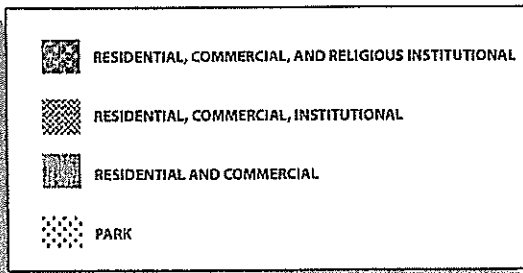 RESIDENTIAL, COMMERCIAL, AND RELIGIOUS INSTITUTIONAL
RESIDENTIAL, COMMERCIAL, INSTITUTIONAL
RESIDENTIAL AND COMMERCIAL
PARK